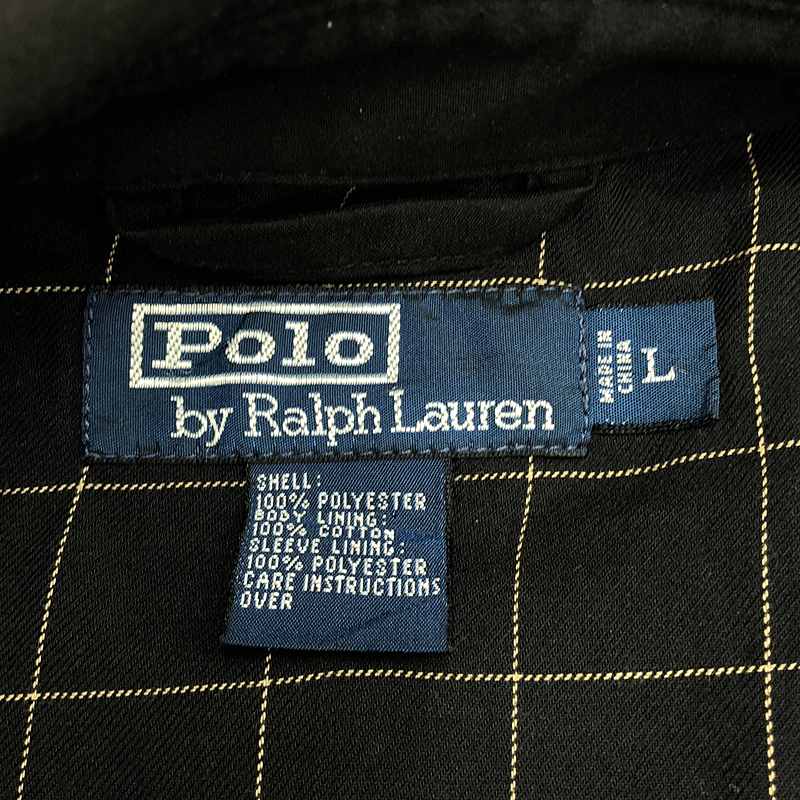 Polo
by Ralph Lauren
MADE IN
CHINA
L
SHELL:
100% POLYESTER
BODY LINING:
100% COTTON
SLEEVE LINING:
100% POLYESTER
CARE INSTRUCTIONS
OVER